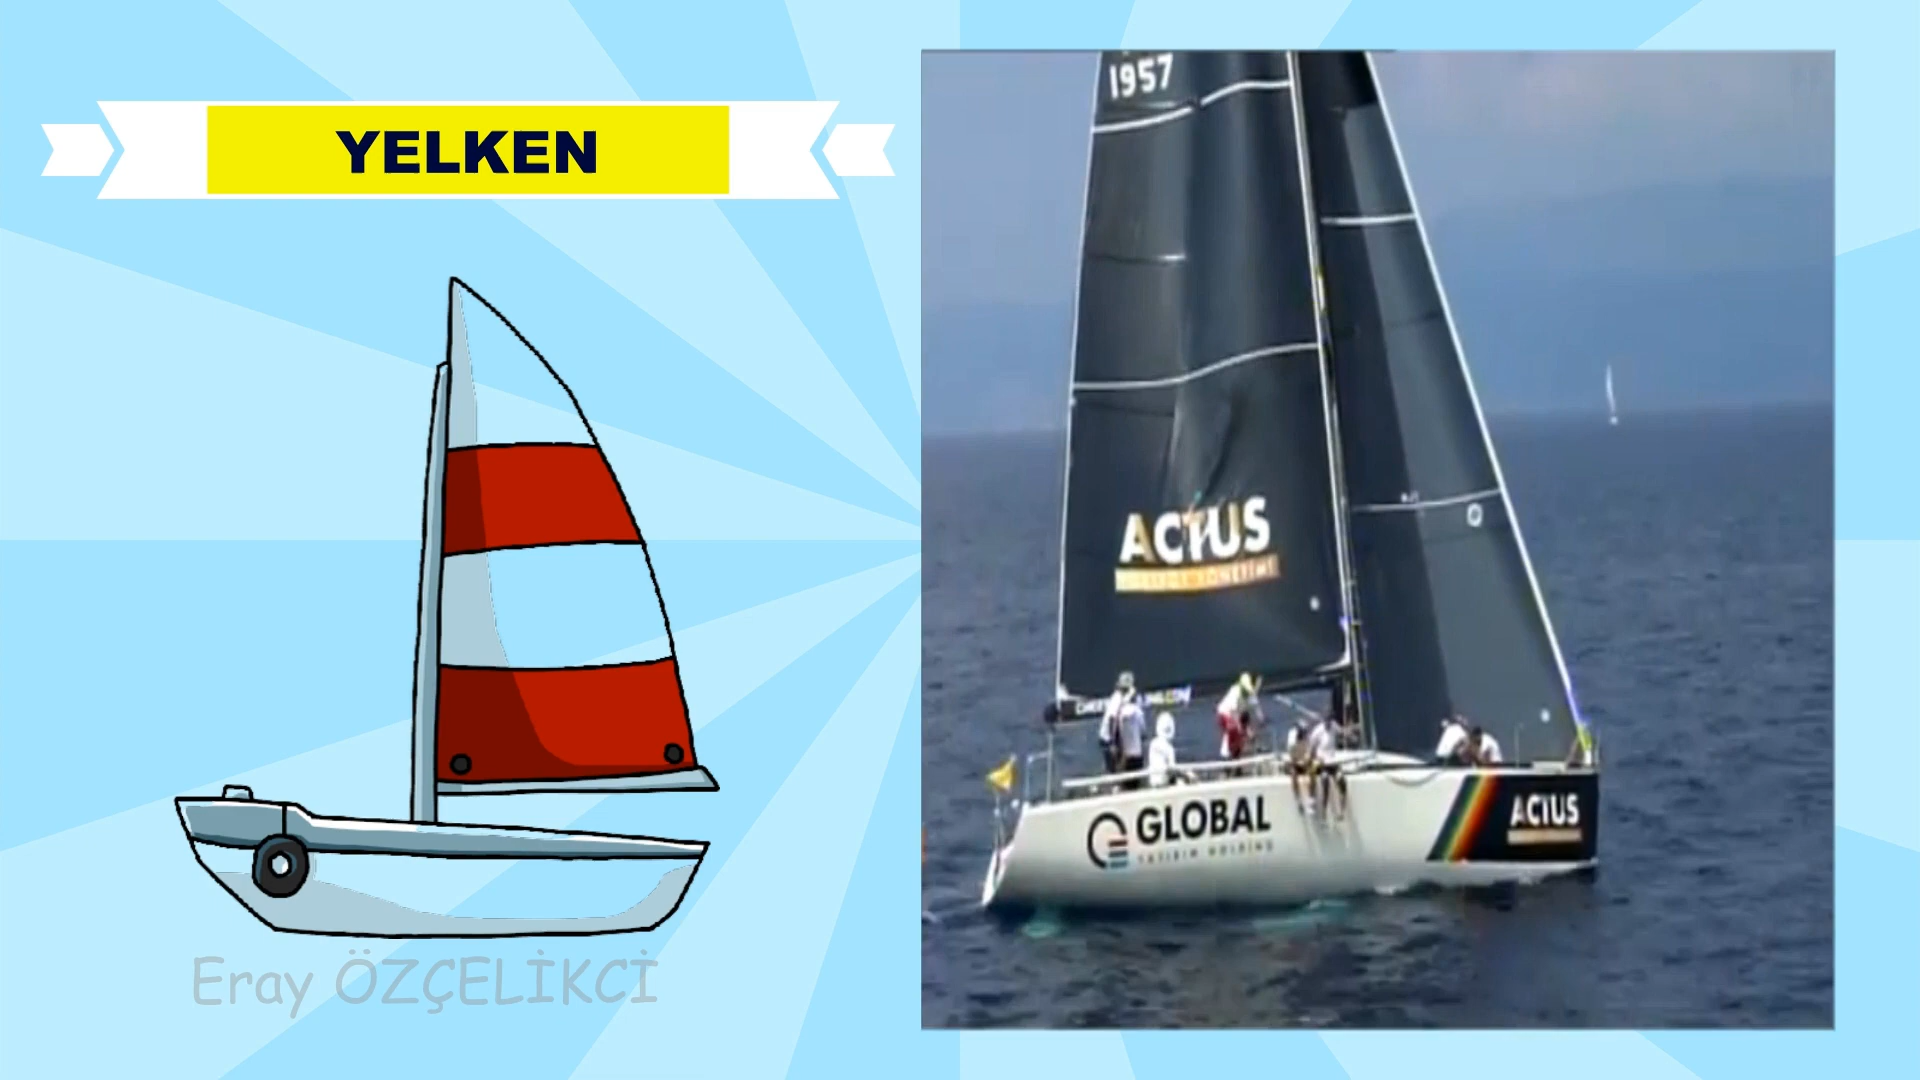 YELKEN
Eray ÖZÇELİKCİ
1957
ACTUS
GLOBAL
ACTUS